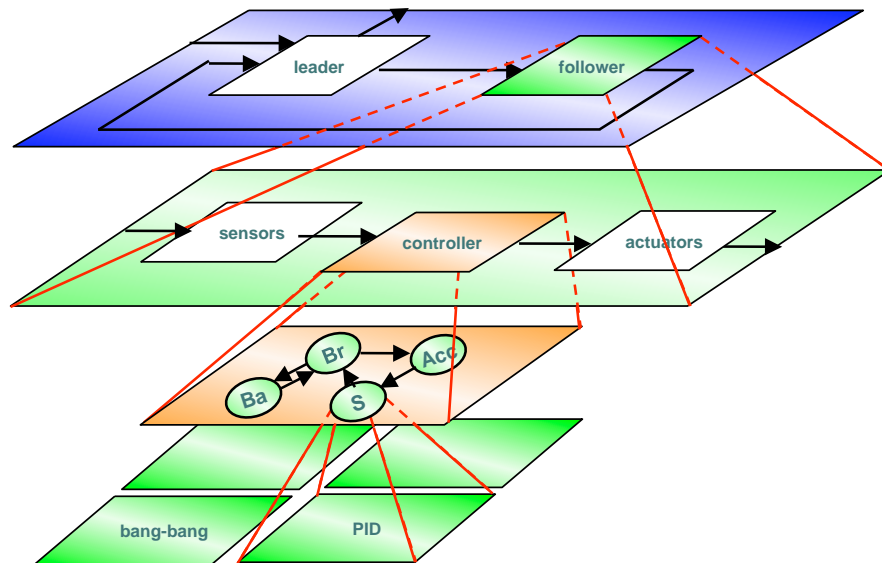 leader
follower
sensors
controller
actuators
Br
Acc
Ba
S
bang-bang
PID